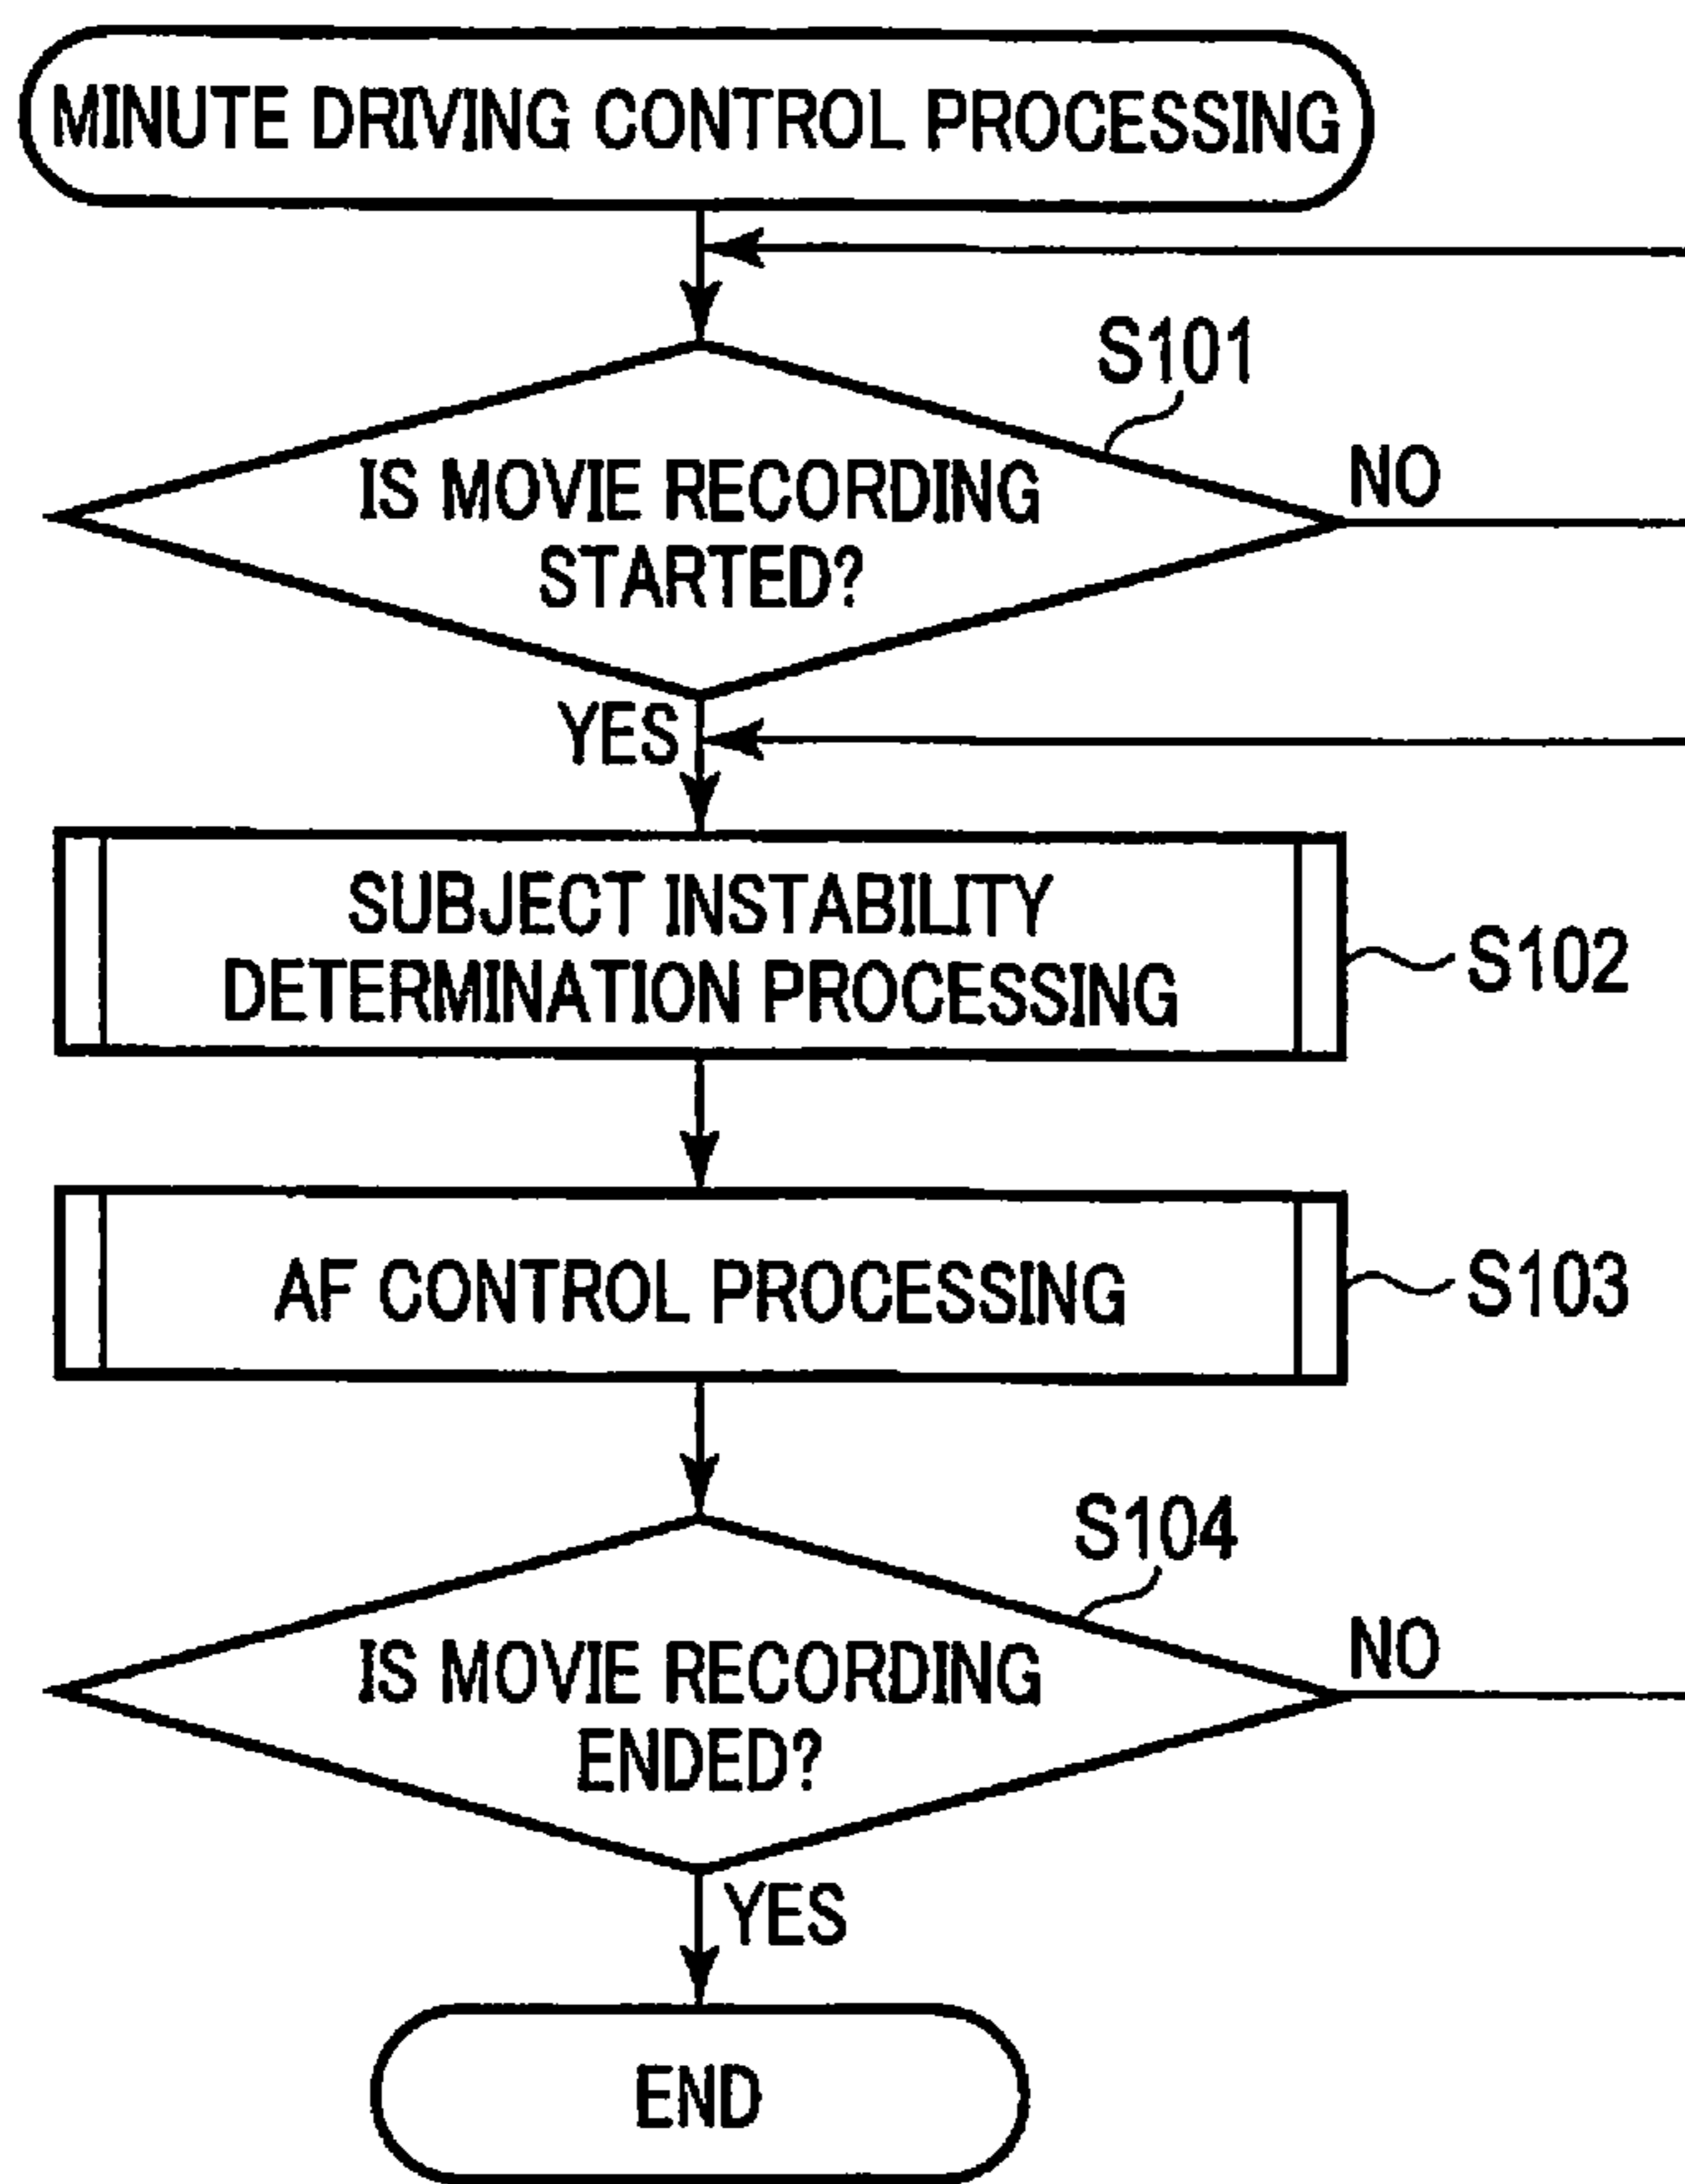 MINUTE DRIVING CONTROL PROCESSING
S101
IS MOVIE RECORDING
STARTED?
NO
YES
SUBJECT INSTABILITY
DETERMINATION PROCESSING
S102
AF CONTROL PROCESSING
S103
S104
IS MOVIE RECORDING
ENDED?
NO
YES
END